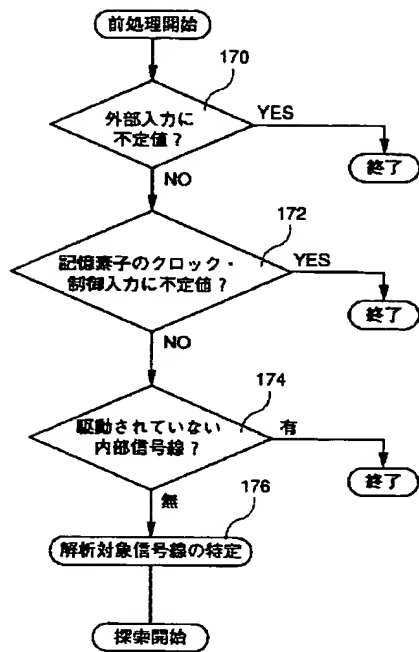 前処理開始
170
外部入力に
不定値？
YES
終了
NO
172
記憶素子のクロック・
制御入力に不定値？
YES
終了
NO
174
駆動されていない
内部信号線？
有
終了
無
176
解析対象信号線の特定
探索開始